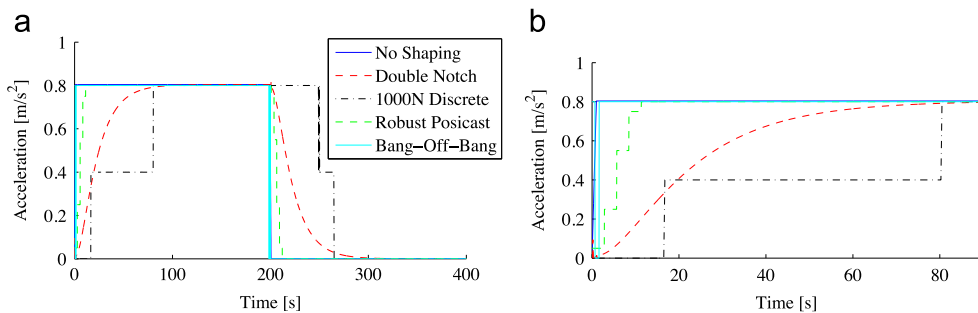 a
b
Acceleration [m/s²]
1
0.8
0.6
0.4
0.2
0
0
100
200
300
400
Time [s]
No Shaping
Double Notch
1000N Discrete
Robust Posicast
Bang−Off−Bang
Acceleration [m/s²]
1
0.8
0.6
0.4
0.2
0
0
20
40
60
80
Time [s]